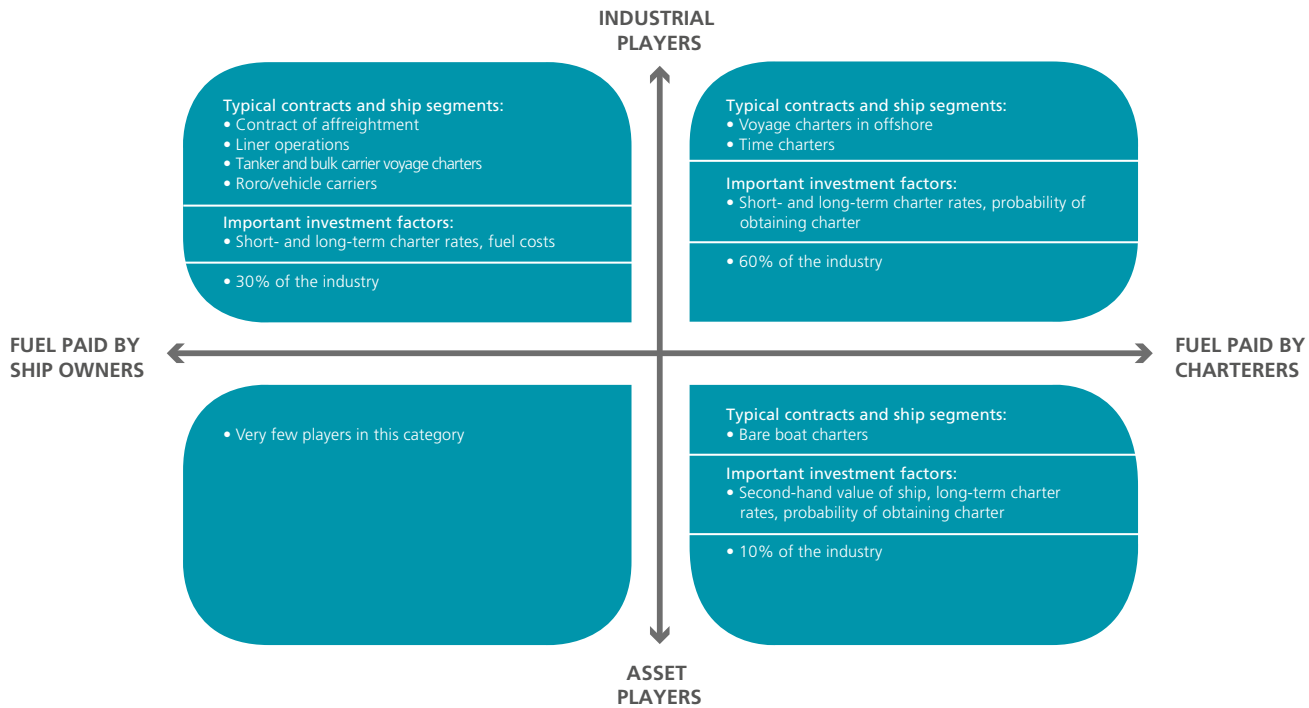 INDUSTRIAL
PLAYERS
Typical contracts and ship segments:
• Contract of affreightment
• Liner operations
• Tanker and bulk carrier voyage charters
• Roro/vehicle carriers
Important investment factors:
• Short- and long-term charter rates, fuel costs
• 30% of the industry
Typical contracts and ship segments:
• Voyage charters in offshore
• Time charters
Important investment factors:
• Short- and long-term charter rates, probability of
obtaining charter
• 60% of the industry
FUEL PAID BY
SHIP OWNERS
FUEL PAID BY
CHARTERERS
• Very few players in this category
Typical contracts and ship segments:
• Bare boat charters
Important investment factors:
• Second-hand value of ship, long-term charter
rates, probability of obtaining charter
• 10% of the industry
ASSET
PLAYERS